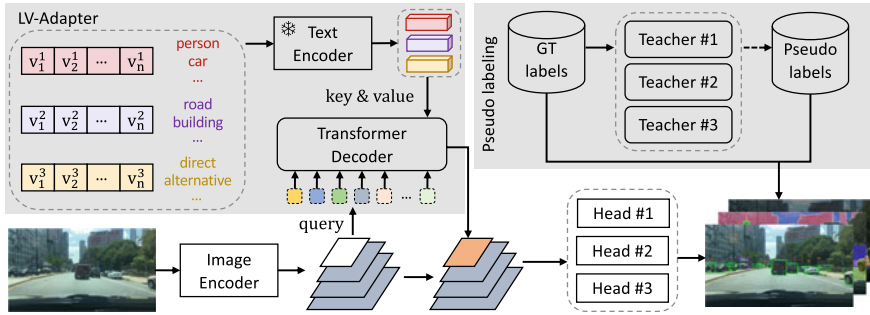 LV-Adapter
v₁¹ v₂¹ ... vₙ¹
person
car
...
v₁² v₂² ... vₙ²
road
building
...
v₁³ v₂³ ... vₙ³
direct
alternative
...
Text
Encoder
key & value
Transformer
Decoder
...
query
Image
Encoder
Pseudo labeling
GT
labels
Teacher #1
Teacher #2
Teacher #3
Pseudo
labels
Head #1
Head #2
Head #3